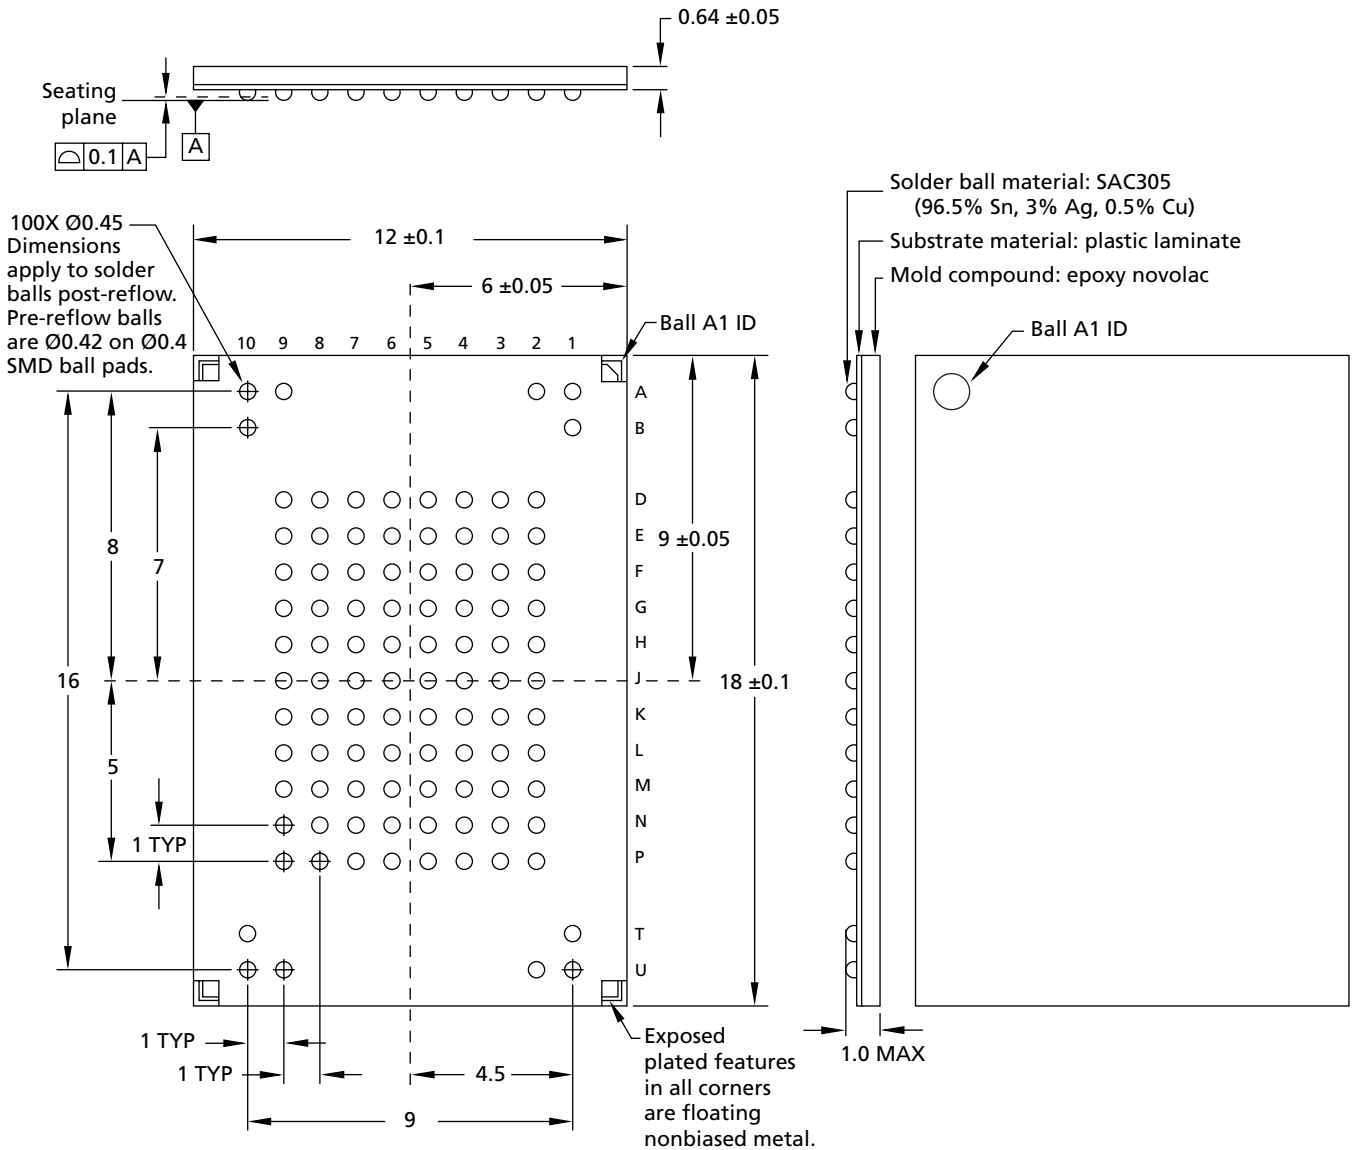 0.64 ±0.05
Seating
plane
0.1 A
A
Solder ball material: SAC305
(96.5% Sn, 3% Ag, 0.5% Cu)
Substrate material: plastic laminate
Mold compound: epoxy novolac
100X Ø0.45
Dimensions
apply to solder
balls post-reflow.
Pre-reflow balls
are Ø0.42 on Ø0.4
SMD ball pads.
12 ±0.1
6 ±0.05
Ball A1 ID
Ball A1 ID
10 9 8 7 6 5 4 3 2 1
A
B
D
E
F
G
H
J
K
L
M
N
P
T
U
9 ±0.05
18 ±0.1
8
7
16
5
1 TYP
1 TYP
1 TYP
4.5
9
1.0 MAX
Exposed
plated features
in all corners
are floating
nonbiased metal.